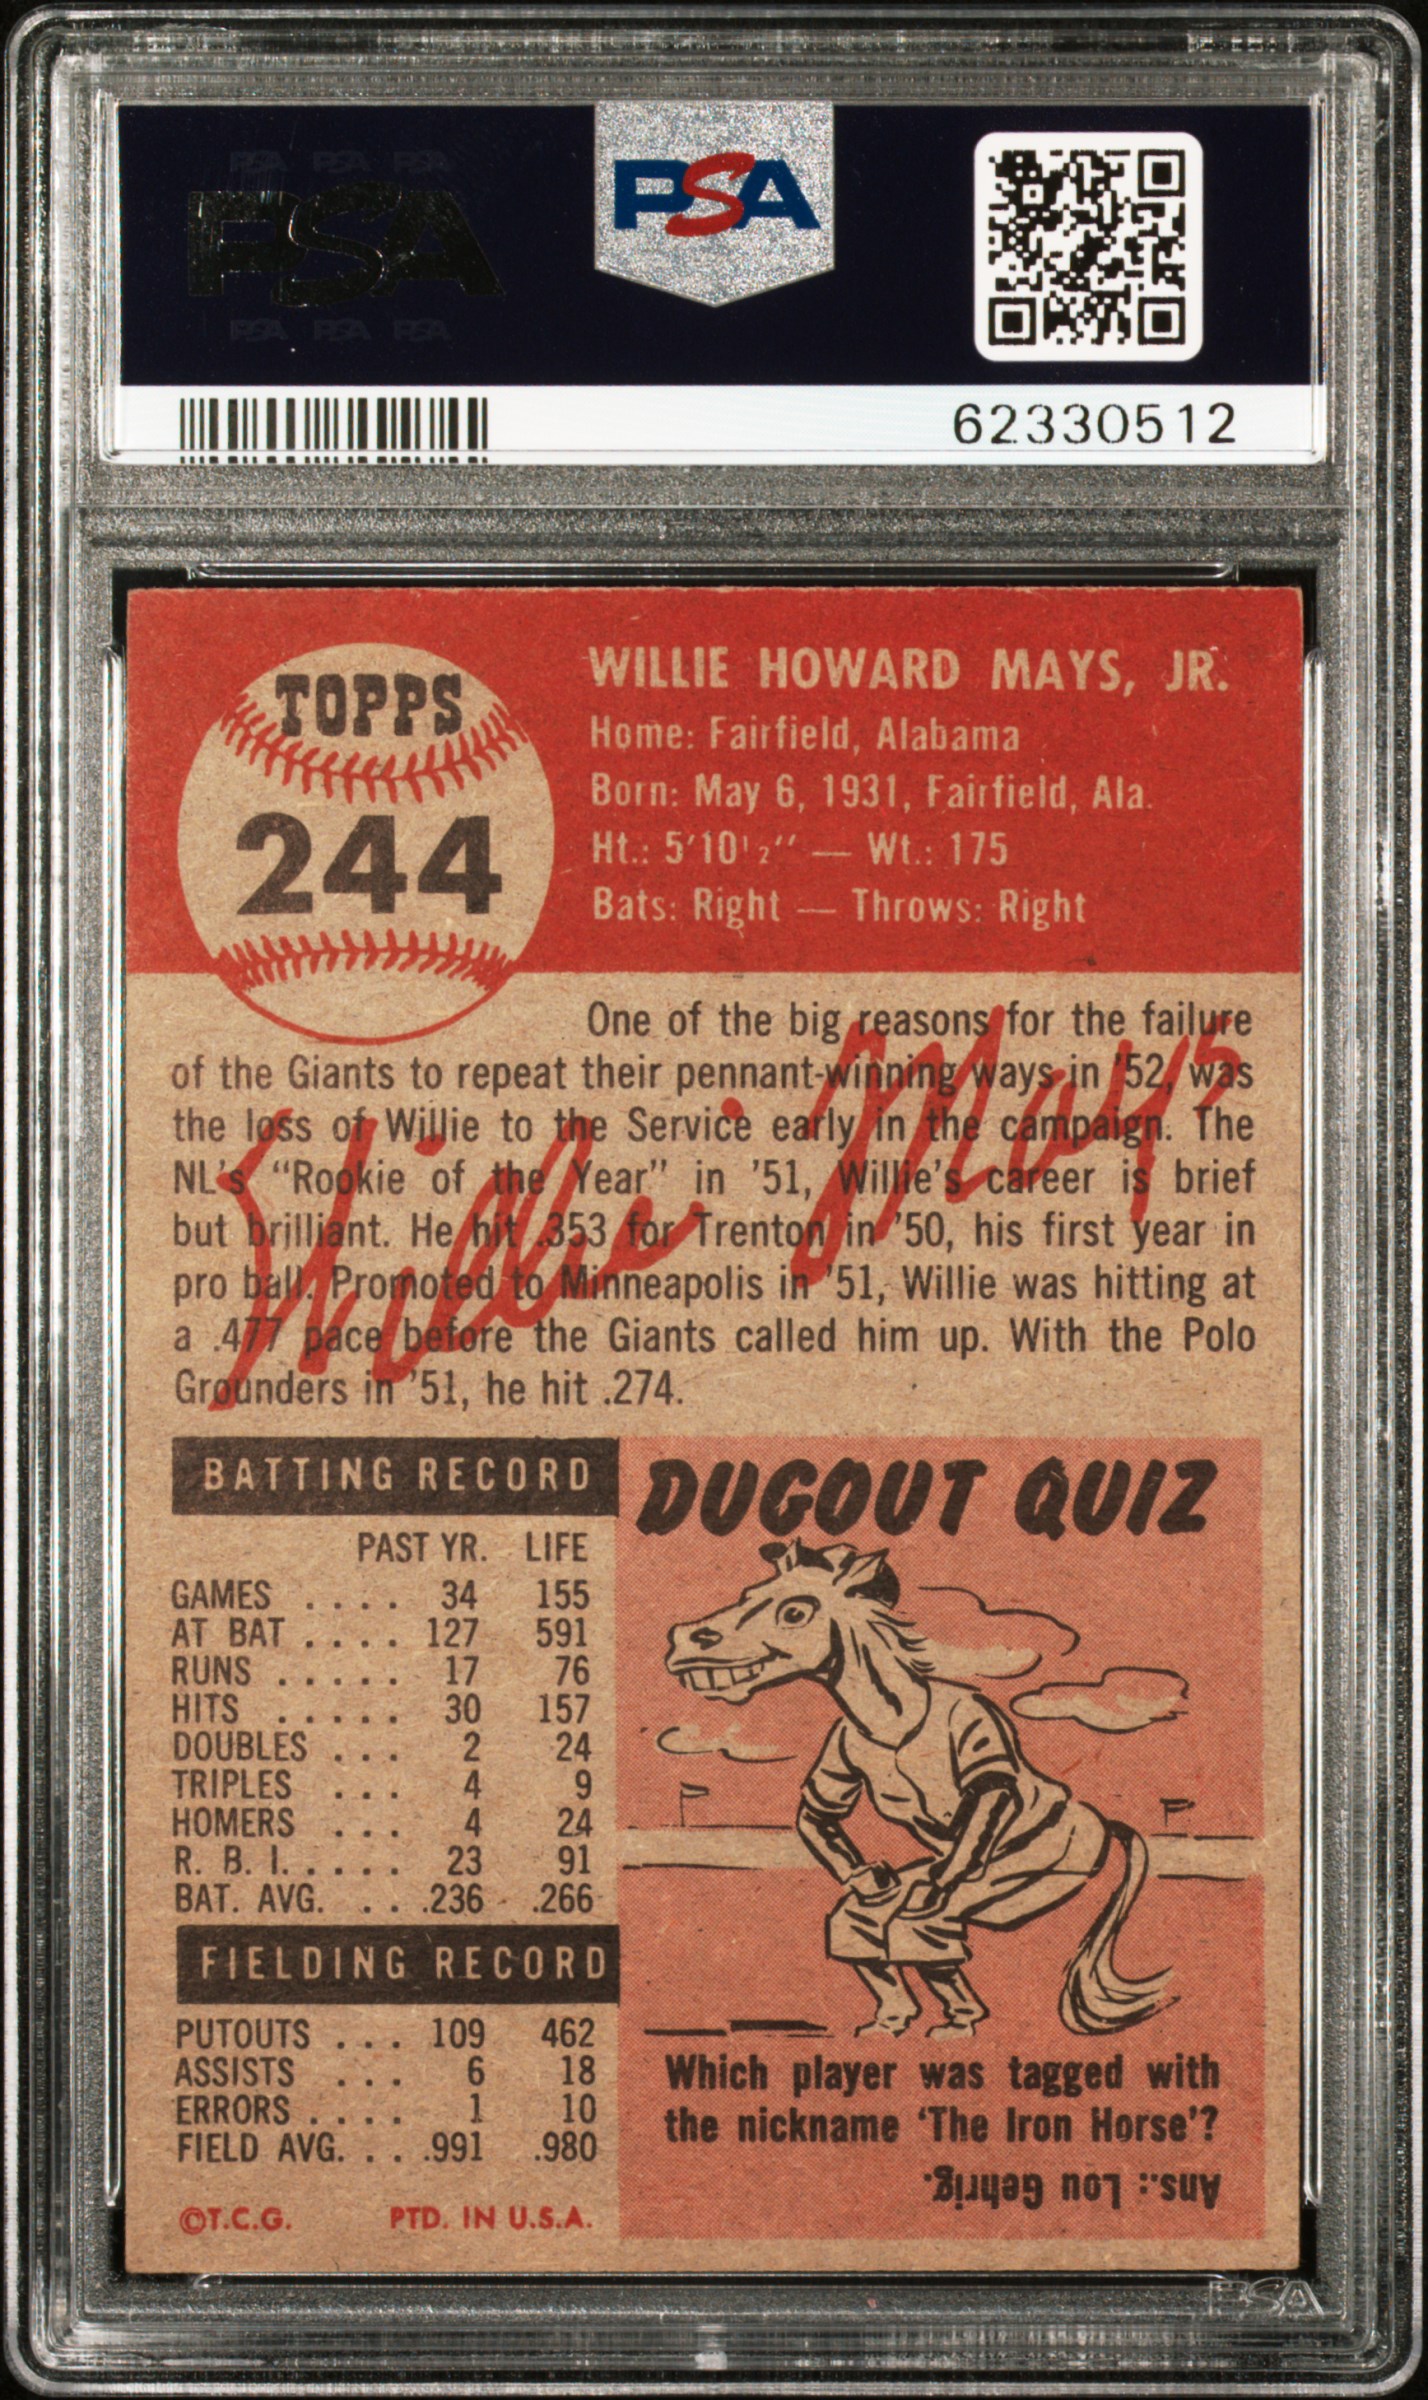 PSA PSA PSA
PSA
PSA PSA PSA
PSA
62330512
TOPPS
244
WILLIE HOWARD MAYS, JR.
Home: Fairfield, Alabama
Born: May 6, 1931, Fairfield, Ala.
Ht.: 5'10½" — Wt.: 175
Bats: Right — Throws: Right
One of the big reasons for the failure
of the Giants to repeat their pennant-winning ways in '52, was
the loss of Willie to the Service early in the campaign. The
NL's "Rookie of the Year" in '51, Willie's career is brief
but brilliant. He hit .353 for Trenton in '50, his first year in
pro ball. Promoted to Minneapolis in '51, Willie was hitting at
a .477 pace before the Giants called him up. With the Polo
Grounders in '51, he hit .274.
Willie Mays
BATTING RECORD
PAST YR. LIFE
GAMES .... 34 155
AT BAT .... 127 591
RUNS ..... 17 76
HITS ..... 30 157
DOUBLES ... 2 24
TRIPLES ... 4 9
HOMERS ... 4 24
R. B. I. .... 23 91
BAT. AVG. ...236 .266
FIELDING RECORD
PUTOUTS ... 109 462
ASSISTS ... 6 18
ERRORS .... 1 10
FIELD AVG. ...991 .980
©T.C.G. PTD. IN U.S.A.
DUGOUT QUIZ
Which player was tagged with
the nickname 'The Iron Horse'?
Ans.: Lou Gehrig.
PSA